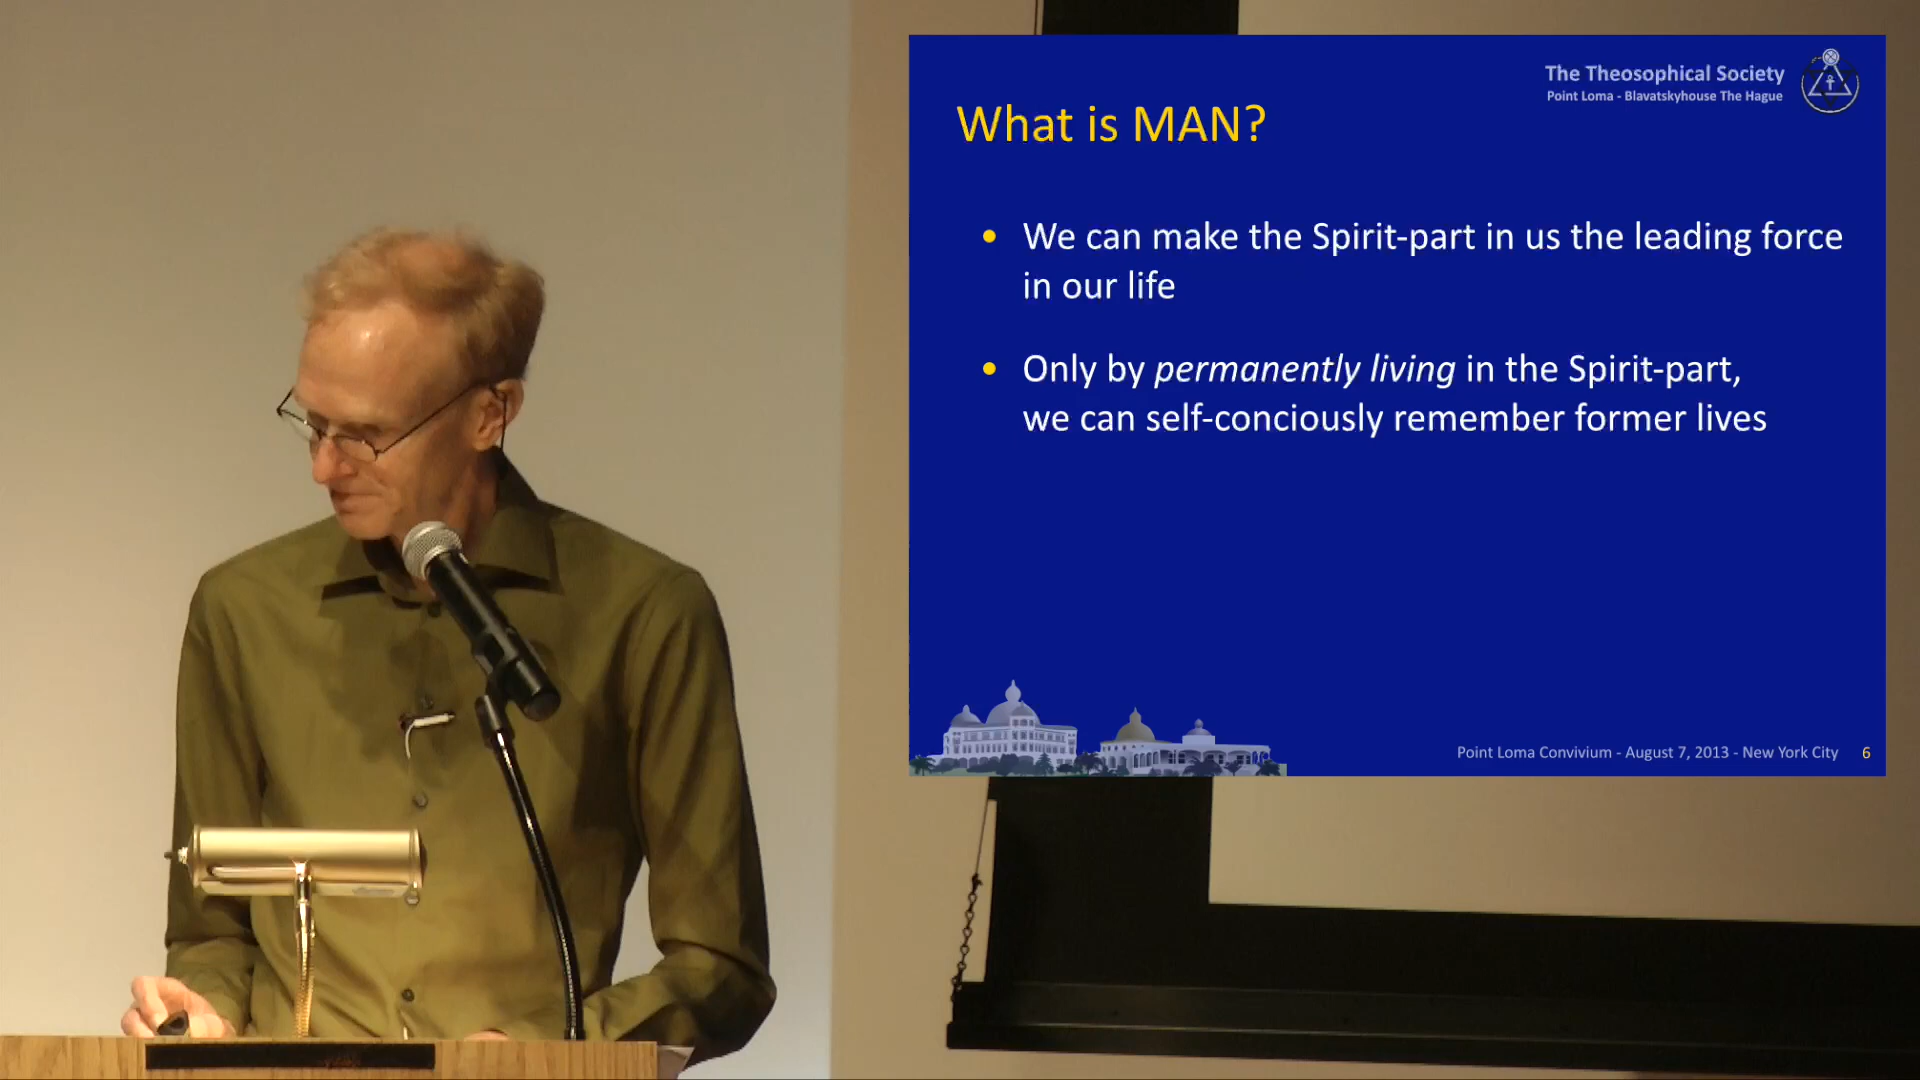 The Theosophical Society
Point Loma - Blavatskyhouse The Hague
What is MAN?
• We can make the Spirit-part in us the leading force
in our life
• Only by permanently living in the Spirit-part,
we can self-conciously remember former lives
Point Loma Convivium - August 7, 2013 - New York City 6